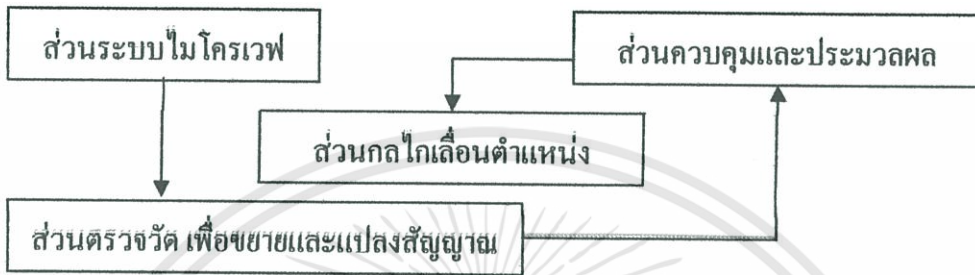 ส่วนระบบไมโครเวฟ
ส่วนควบคุมและประมวลผล
ส่วนกลไกเลื่อนตำแหน่ง
ส่วนตรวจวัด เพื่อขยายและแปลงสัญญาณ